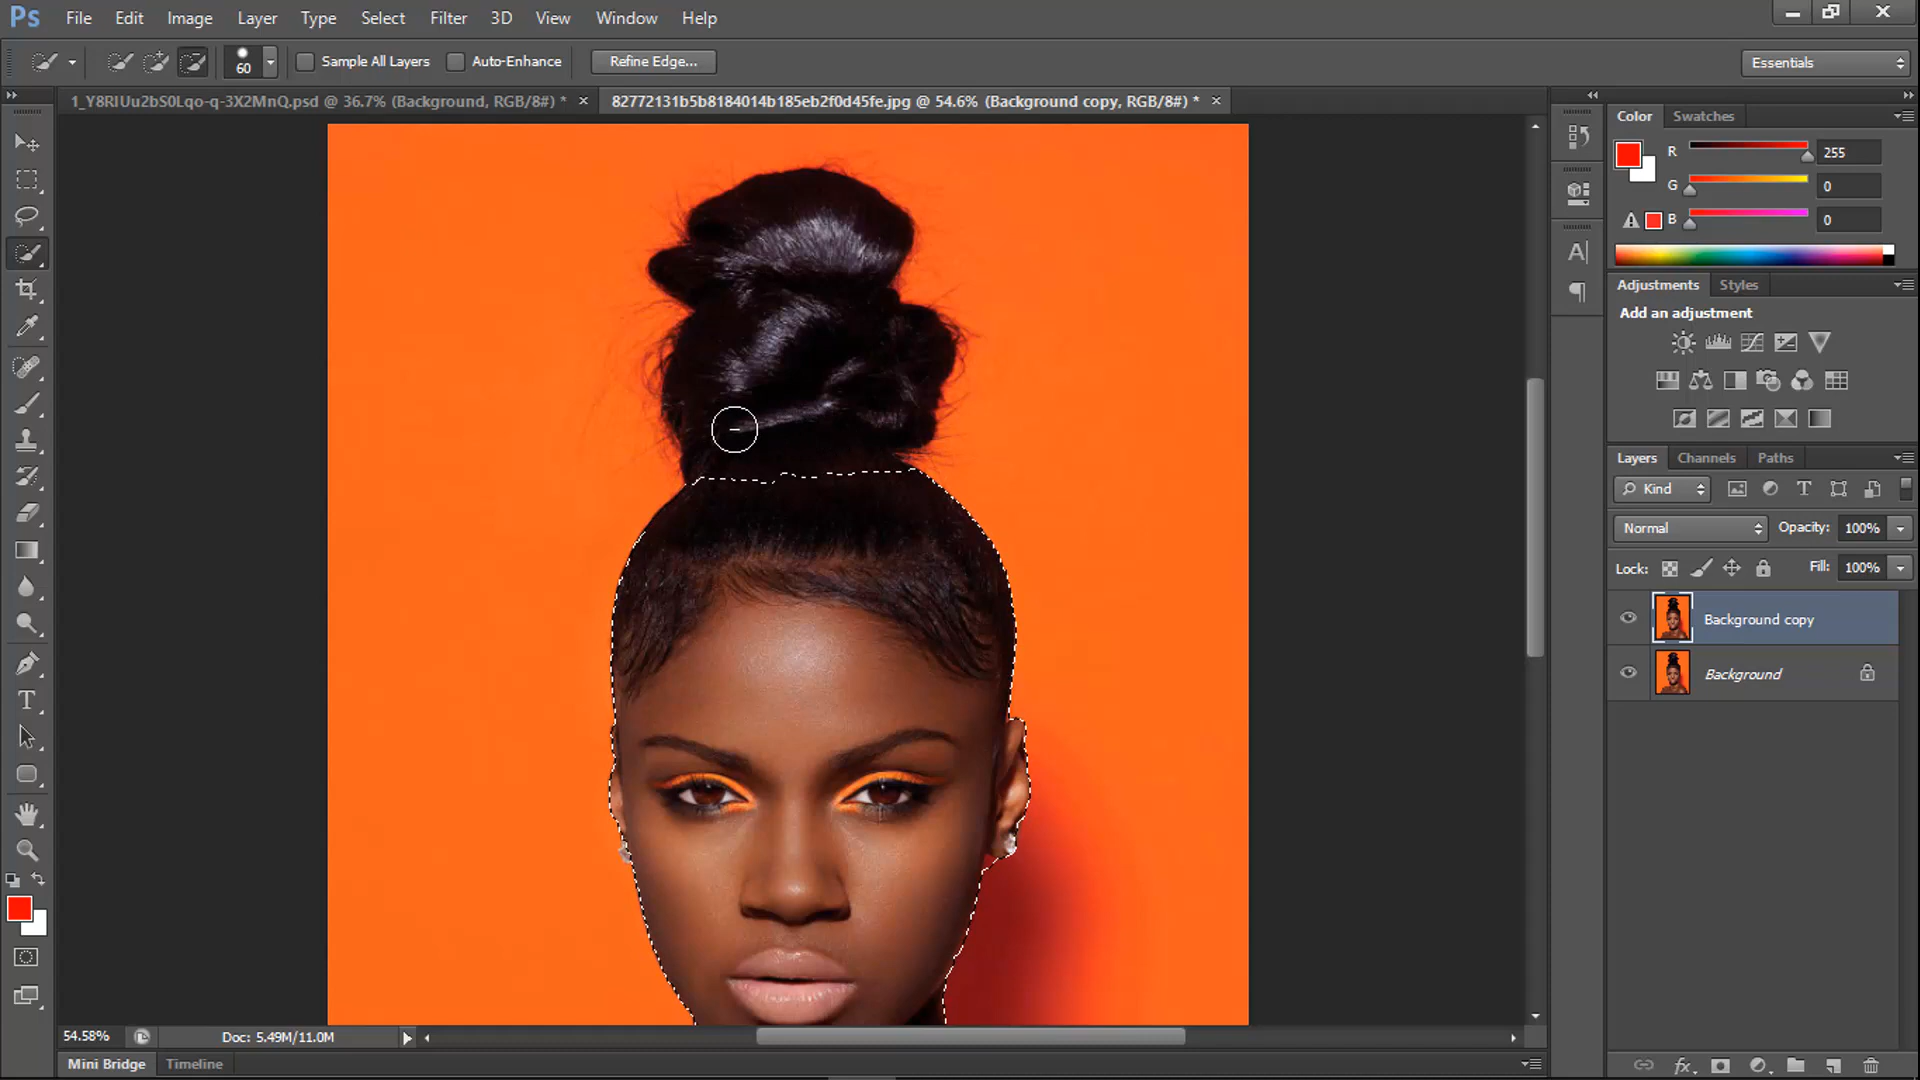 Ps File Edit Image Layer Type Select Filter 3D View Window Help
60 Sample All Layers Auto-Enhance Refine Edge... Essentials
1_Y8RIUu2bS0Lqo-q-3X2MnQ.psd @ 36.7% (Background, RGB/8#) * 82772131b5b8184014b185eb2f0d45fe.jpg @ 54.6% (Background copy, RGB/8#) *
Color Swatches
R 255
G 0
B 0
Adjustments Styles
Add an adjustment
Layers Channels Paths
Kind
Normal Opacity: 100%
Lock: Fill: 100%
Background copy
Background
54.58% Doc: 5.49M/11.0M
Mini Bridge Timeline